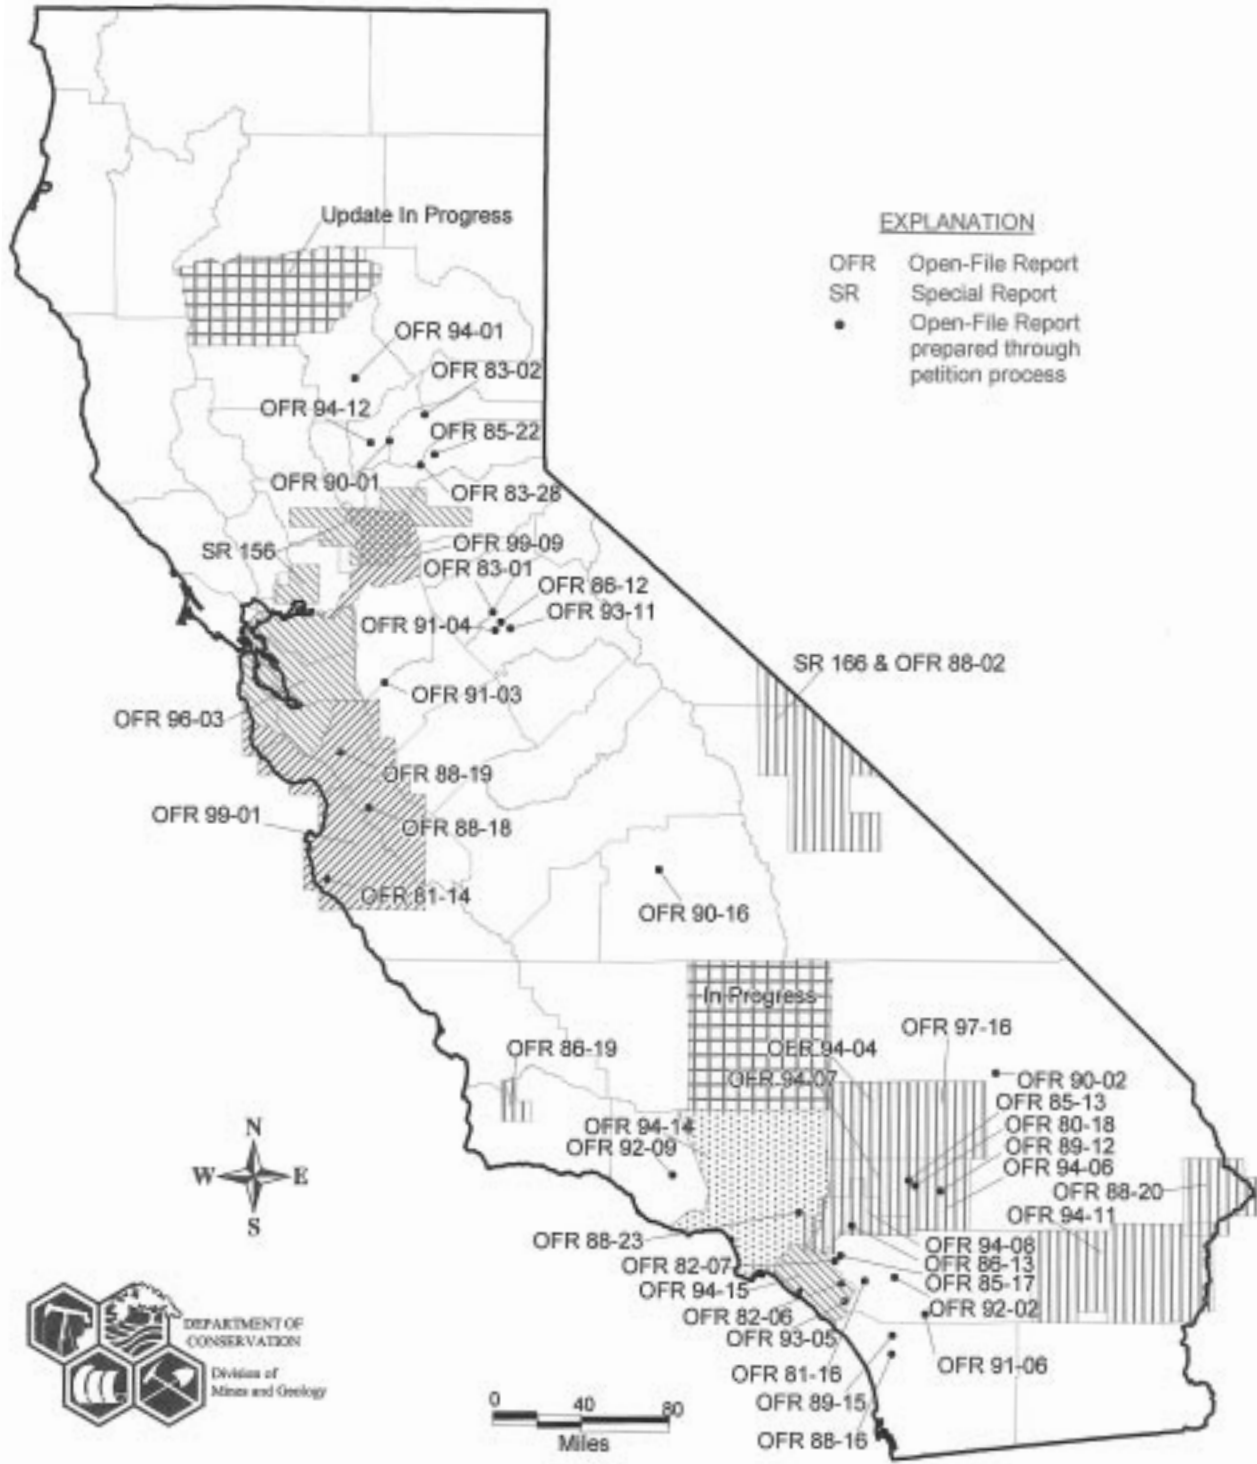 Update In Progress
EXPLANATION
OFR Open-File Report
SR Special Report
Open-File Report
prepared through
petition process
OFR 94-01
OFR 83-02
OFR 94-12
OFR 85-22
OFR 90-01
OFR 83-28
SR 156
OFR 99-09
OFR 83-01
OFR 86-12
OFR 93-11
OFR 91-04
SR 166 & OFR 88-02
OFR 91-03
OFR 96-03
OFR 88-19
OFR 99-01
OFR 88-18
OFR 81-14
OFR 90-16
In Progress
OFR 97-16
OFR 94-04
OFR 86-19
OFR 94-07
OFR 90-02
OFR 85-13
OFR 80-18
OFR 94-14
OFR 92-09
OFR 89-12
OFR 94-06
OFR 88-20
OFR 94-11
OFR 88-23
OFR 94-08
OFR 82-07
OFR 86-13
OFR 85-17
OFR 94-15
OFR 92-02
OFR 82-06
OFR 93-05
OFR 91-06
OFR 81-16
OFR 89-15
OFR 88-16
N
W E
S
DEPARTMENT OF
CONSERVATION
Division of
Mines and Geology
0 40 80
Miles